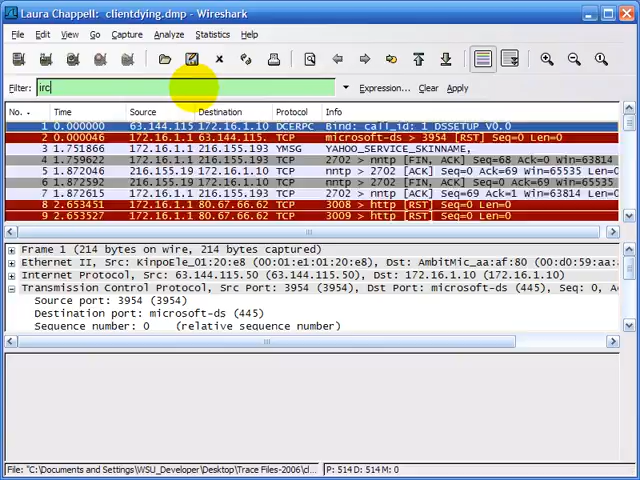 Laura Chappell: clientdying.dmp - Wireshark
File Edit View Go Capture Analyze Statistics Help
Filter: irc Expression... Clear Apply
No. Time Source Destination Protocol Info
1 0.000000 63.144.115 172.16.1.10 DCERPC Bind: call_id: 1 DSSETUP V0.0
2 0.000046 172.16.1.1 63.144.115. TCP microsoft-ds > 3954 [RST] Seq=0 Len=0
3 1.751866 172.16.1.1 216.155.193 YMSG YAHOO_SERVICE_SKINNAME,
4 1.759622 172.16.1.1 216.155.193 TCP 2702 > nntp [FIN, ACK] Seq=68 Ack=0 Win=63814
5 1.872046 216.155.19 172.16.1.10 TCP nntp > 2702 [ACK] Seq=0 Ack=69 Win=65535
6 1.872592 216.155.19 172.16.1.10 TCP nntp > 2702 [FIN, ACK] Seq=0 Ack=69 Win=65
7 1.872642 172.16.1.1 216.155.193 TCP 2702 > nntp [ACK] Seq=69 Ack=1 Win=63814 L
8 2.653451 172.16.1.1 80.67.66.62 TCP 3008 > http [RST] Seq=0 Len=0
9 2.653527 172.16.1.1 80.67.66.62 TCP 3009 > http [RST] Seq=0 Len=0
Frame 1 (214 bytes on wire, 214 bytes captured)
Ethernet II, Src: KinpoEle_01:20:e8 (00:01:e1:01:20:e8), Dst: AmbitMic_aa:af:80 (00:d0:59:aa:
Internet Protocol, Src: 63.144.115.50 (63.144.115.50), Dst: 172.16.1.10 (172.16.1.10)
Transmission Control Protocol, Src Port: 3954 (3954), Dst Port: microsoft-ds (445), Seq: 0, A
Source port: 3954 (3954)
Destination port: microsoft-ds (445)
Sequence number: 0 (relative sequence number)
File: "C:\Documents and Settings\WSU_Developer\Desktop\Trace Files-2006\cl... P: 514 D: 514 M: 0